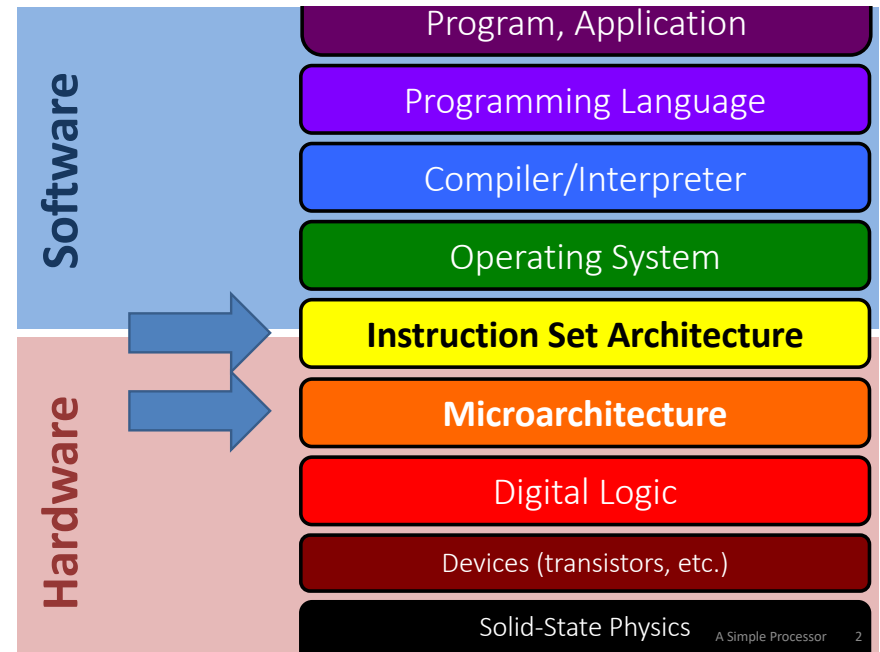 Software
Program, Application
Programming Language
Compiler/Interpreter
Operating System
Instruction Set Architecture
Hardware
Microarchitecture
Digital Logic
Devices (transistors, etc.)
Solid-State Physics
A Simple Processor 2